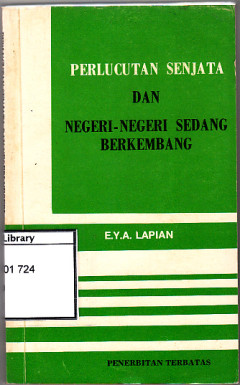 PERLUCUTAN SENJATA
DAN
NEGERI-NEGERI SEDANG
BERKEMBANG
E.Y.A. LAPIAN
Library
01 724
PENERBITAN TERBATAS